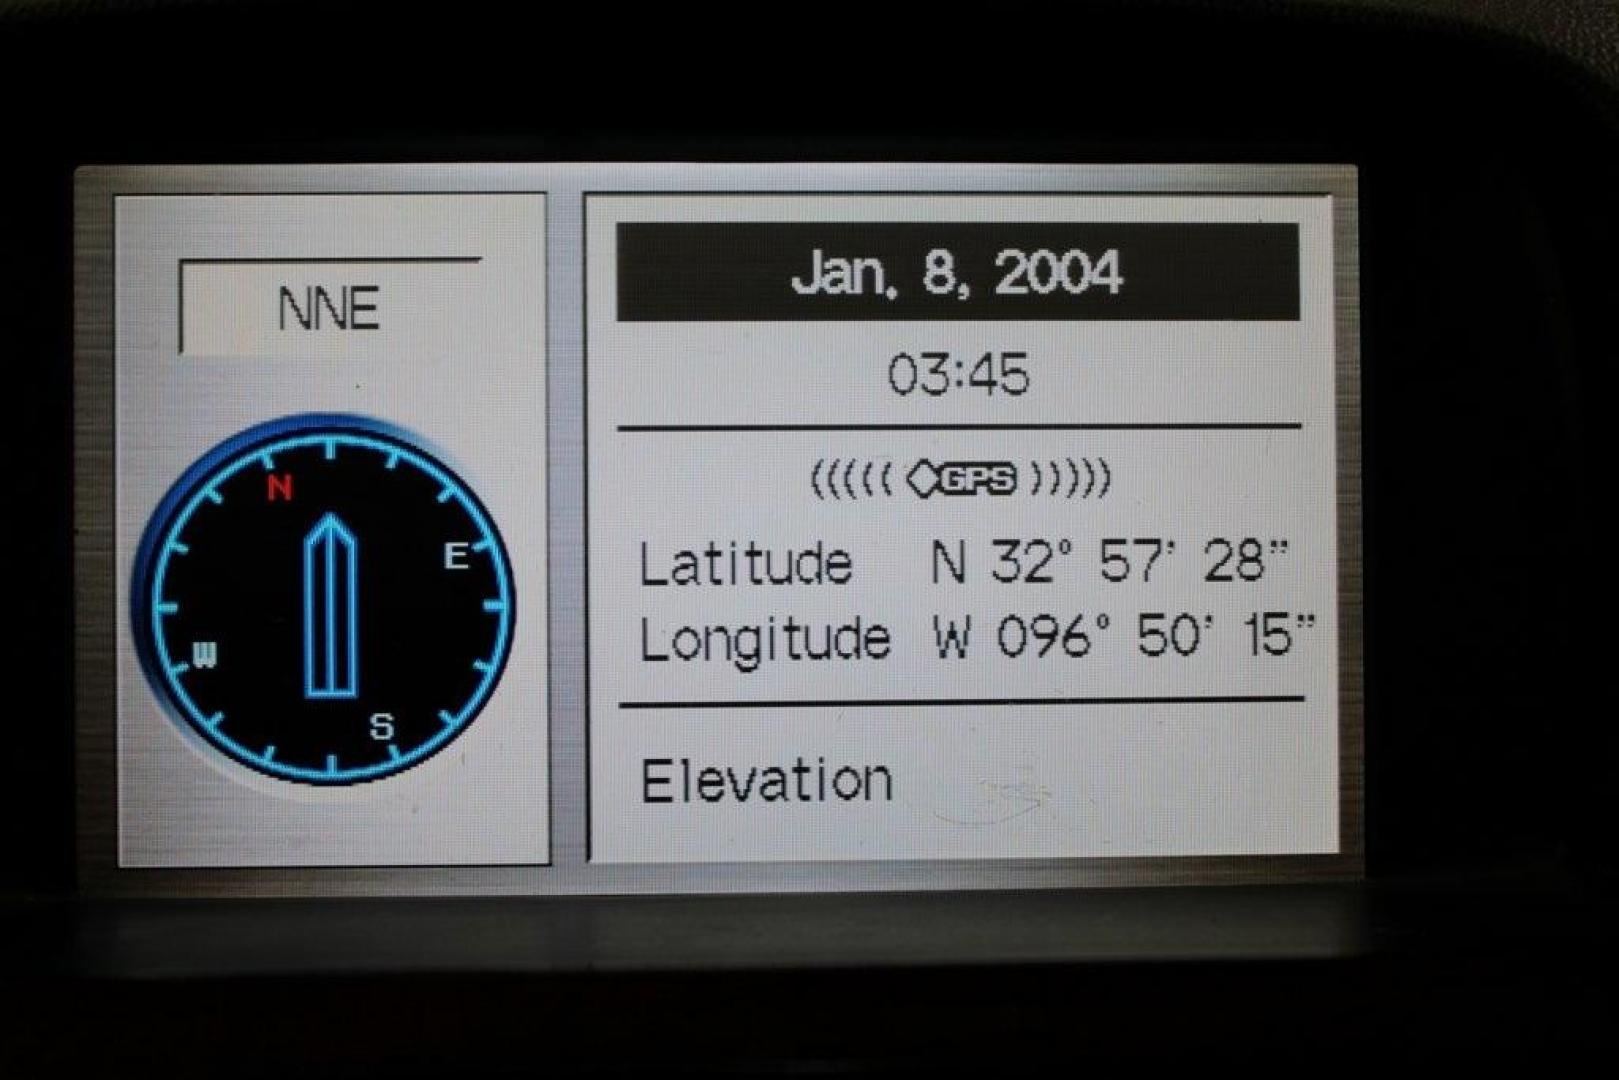 NNE
N
E
W
S
Jan. 8, 2004
03:45
GPS
Latitude N 32° 57' 28"
Longitude W 096° 50' 15"
Elevation